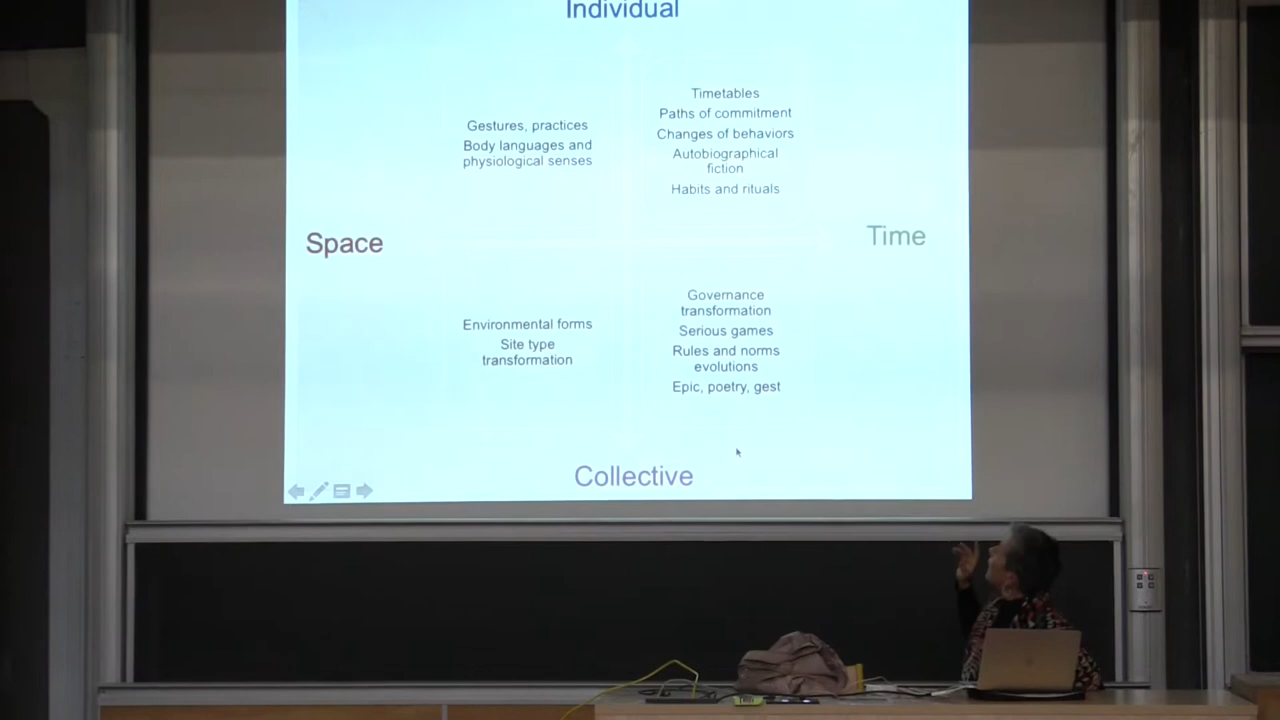 Individual
Gestures, practices
Body languages and
physiological senses
Timetables
Paths of commitment
Changes of behaviors
Autobiographical
fiction
Habits and rituals
Space
Time
Environmental forms
Site type
transformation
Governance
transformation
Serious games
Rules and norms
evolutions
Epic, poetry, gest
Collective